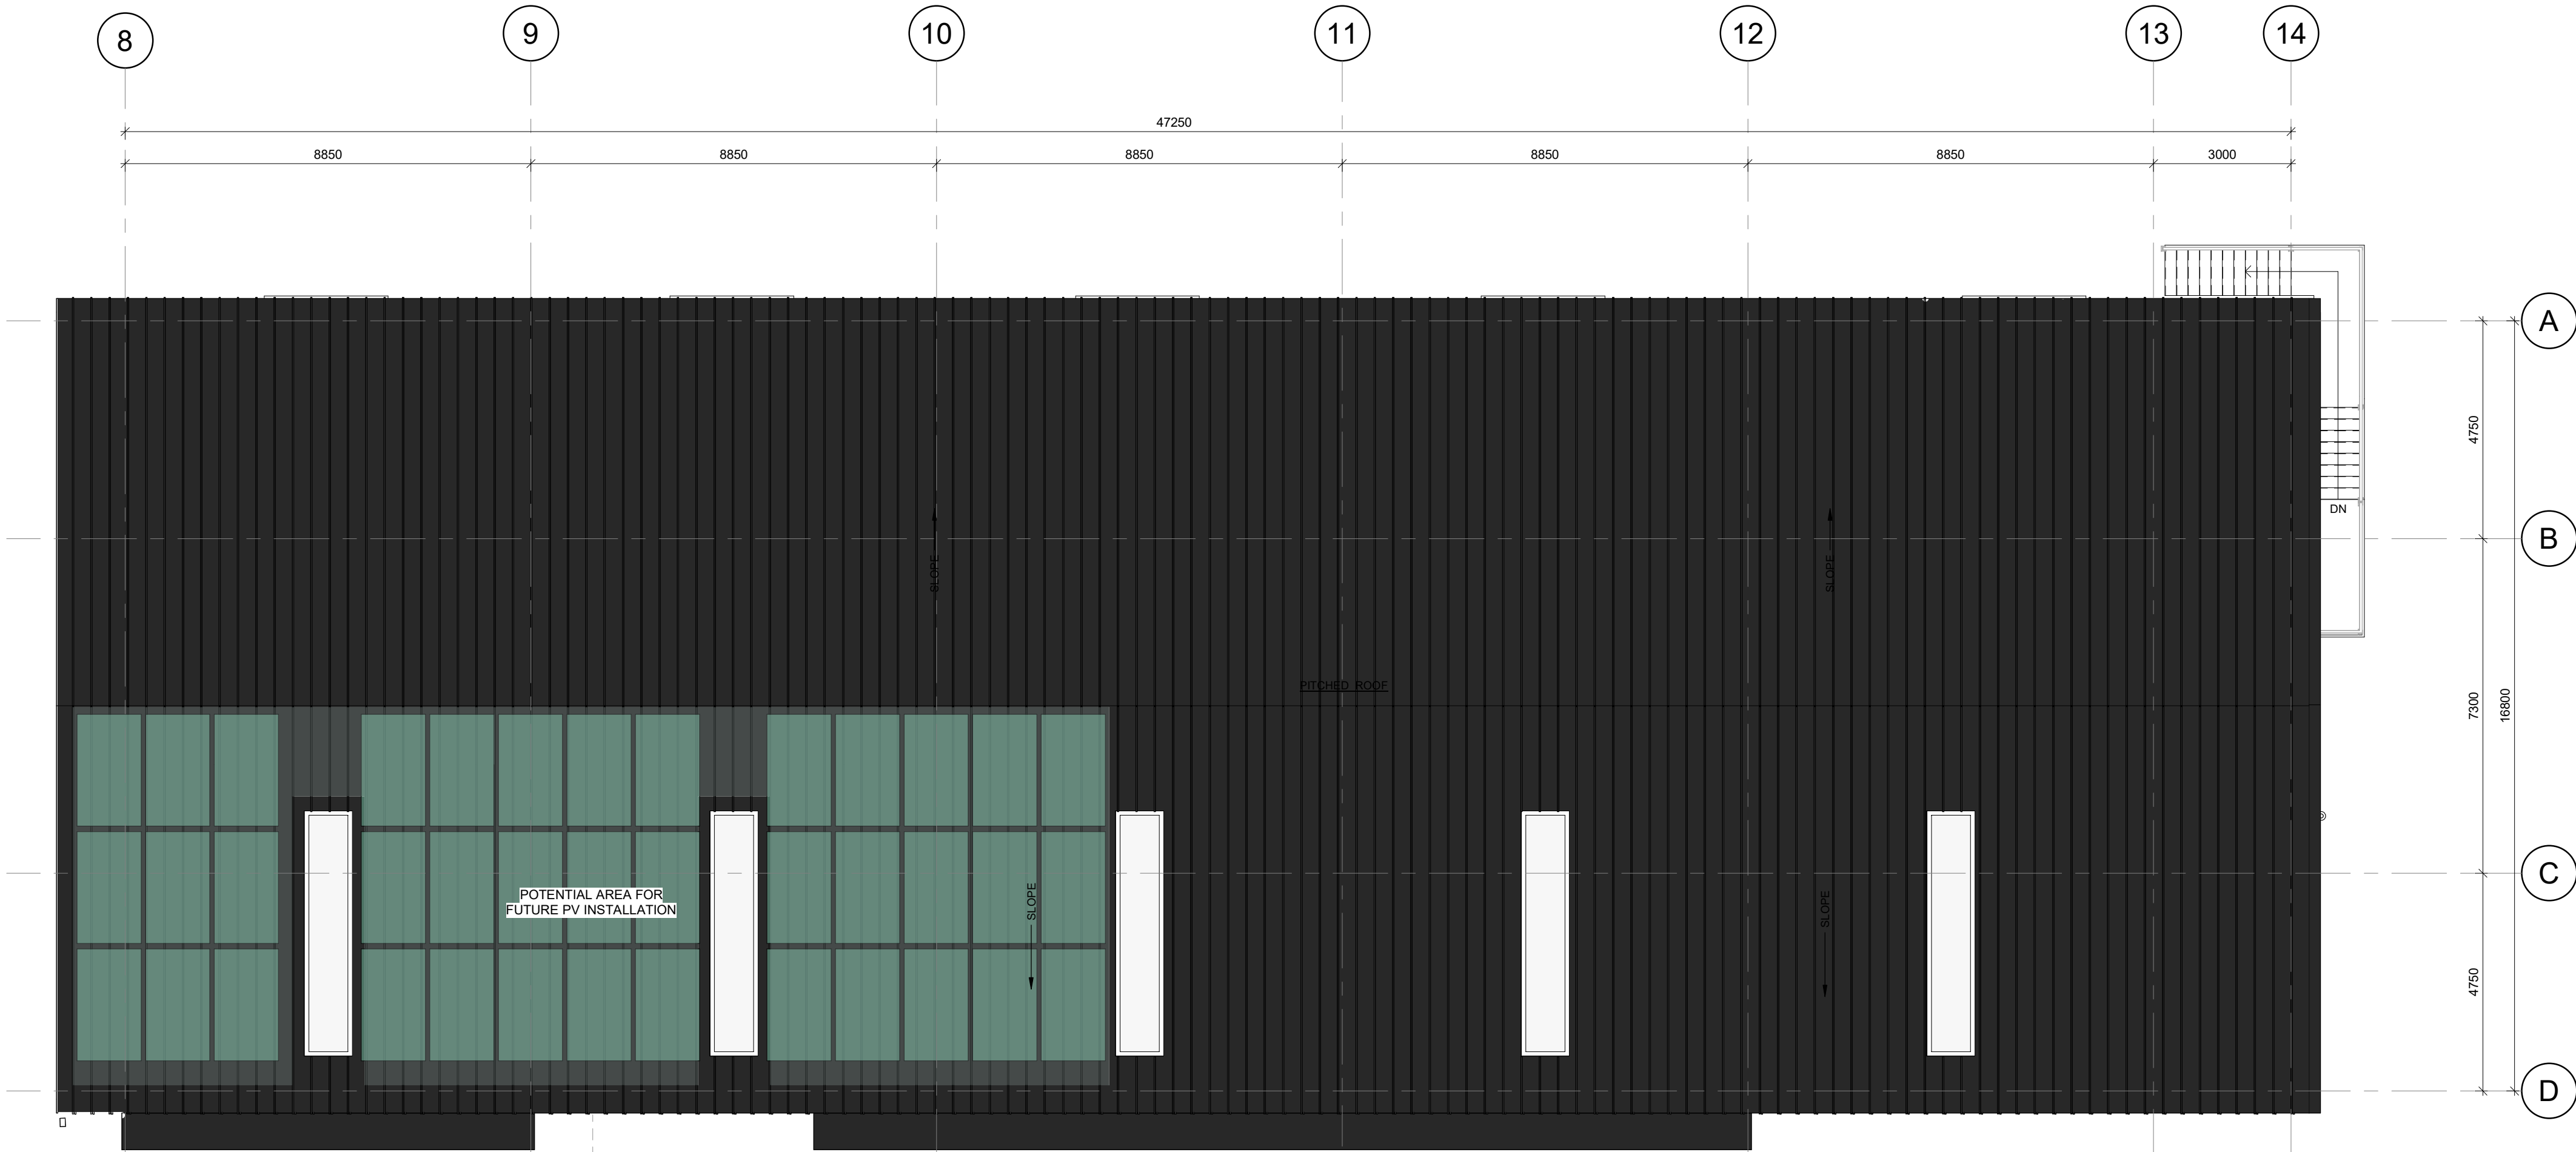 8 9 10 11 12 13 14
47250
8850 8850 8850 8850 8850 3000
A
4750
DN
B
SLOPE SLOPE
PITCHED ROOF
7300 16800
C
POTENTIAL AREA FOR
FUTURE PV INSTALLATION
SLOPE SLOPE
4750
D